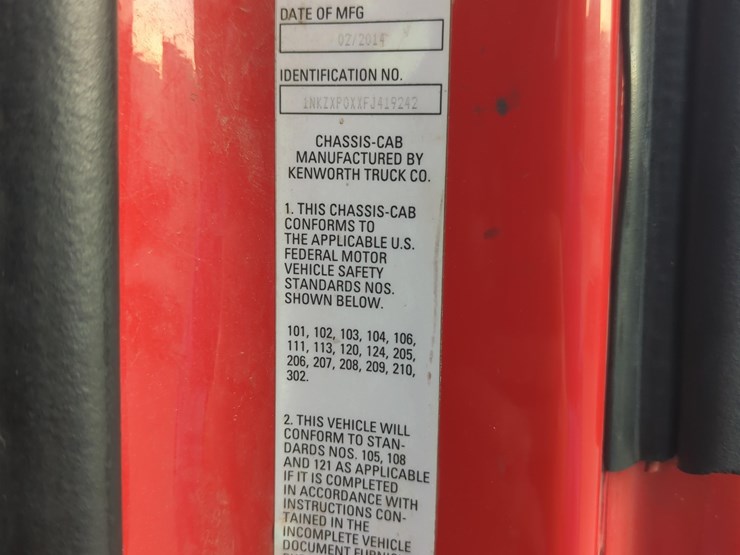 DATE OF MFG
02/2014
IDENTIFICATION NO.
1NKZXPOXXFJ419242
CHASSIS-CAB
MANUFACTURED BY
KENWORTH TRUCK CO.
1. THIS CHASSIS-CAB
CONFORMS TO
THE APPLICABLE U.S.
FEDERAL MOTOR
VEHICLE SAFETY
STANDARDS NOS.
SHOWN BELOW.
101, 102, 103, 104, 106,
111, 113, 120, 124, 205,
206, 207, 208, 209, 210,
302.
2. THIS VEHICLE WILL
CONFORM TO STAN-
DARDS NOS. 105, 108
AND 121 AS APPLICABLE
IF IT IS COMPLETED
IN ACCORDANCE WITH
INSTRUCTIONS CON-
TAINED IN THE
INCOMPLETE VEHICLE
DOCUMENT